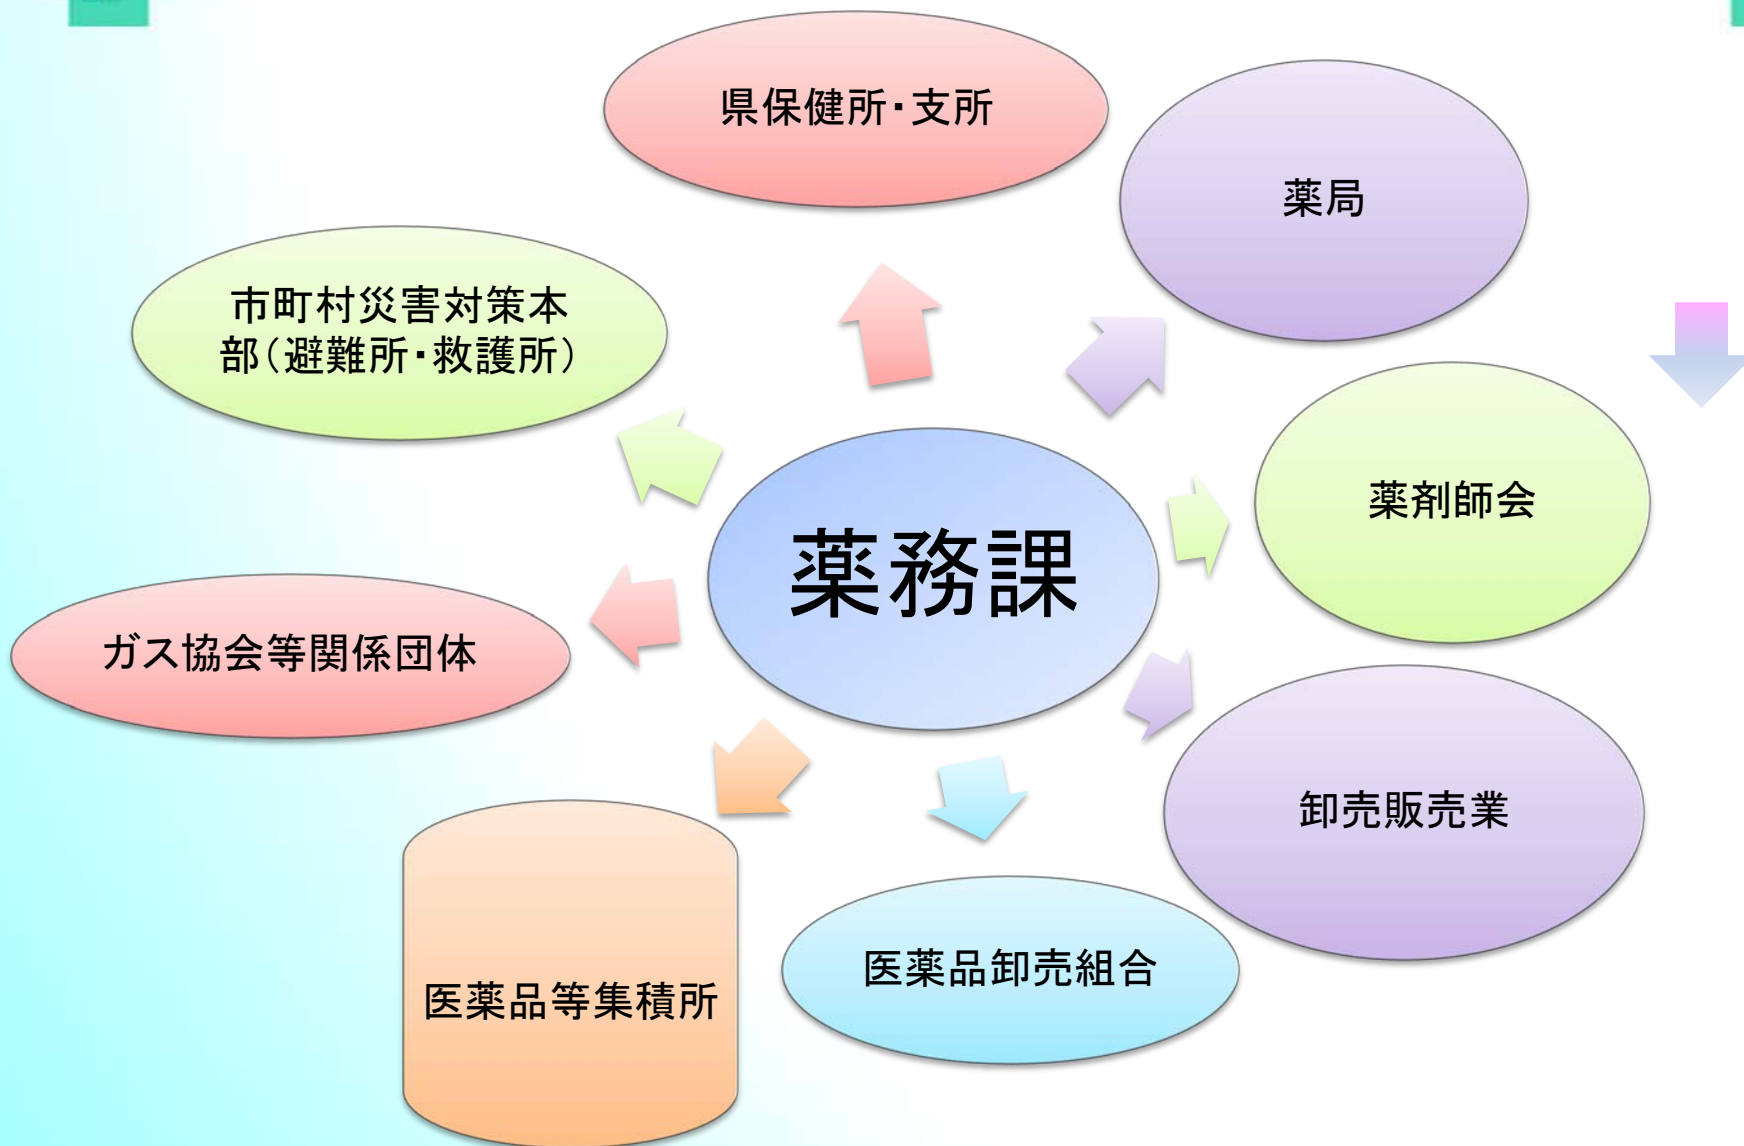 県保健所・支所
薬局
市町村災害対策本
部（避難所・救護所）
薬剤師会
薬務課
ガス協会等関係団体
卸売販売業
医薬品卸売組合
医薬品等集積所